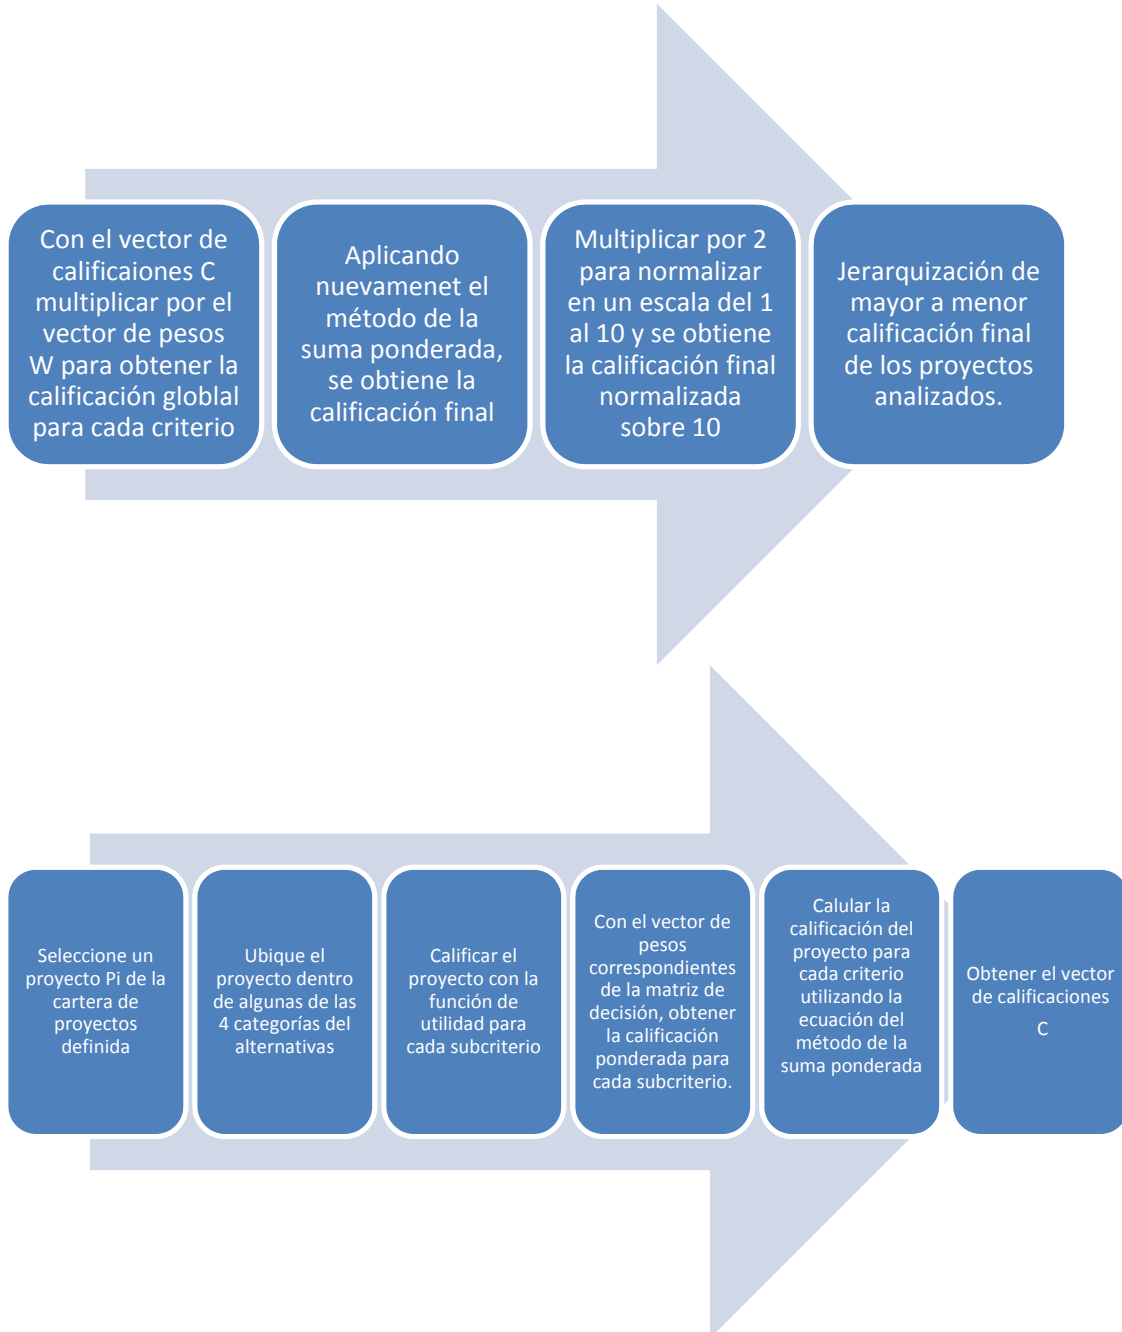 Con el vector de
calificaiones C
multiplicar por el
vector de pesos
W para obtener la
calificación globlal
para cada criterio
Aplicando
nuevamenet el
método de la
suma ponderada,
se obtiene la
calificación final
Multiplicar por 2
para normalizar
en un escala del 1
al 10 y se obtiene
la calificación final
normalizada
sobre 10
Jerarquización de
mayor a menor
calificación final
de los proyectos
analizados.
Seleccione un
proyecto Pi de la
cartera de
proyectos
definida
Ubique el
proyecto dentro
de algunas de las
4 categorías del
alternativas
Calificar el
proyecto con la
función de
utilidad para
cada subcriterio
Con el vector de
pesos
correspondientes
de la matriz de
decisión, obtener
la calificación
ponderada para
cada subcriterio.
Calular la
calificación del
proyecto para
cada criterio
utilizando la
ecuación del
método de la
suma ponderada
Obtener el vector
de calificaciones
C